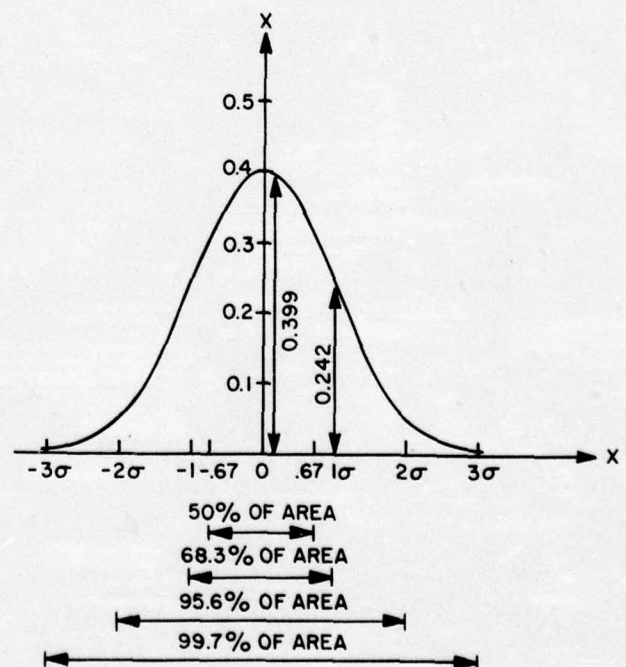 X
0.5
0.4
0.3
0.2
0.1
0.399
0.242
-3σ -2σ -1 -.67 0 .67 1σ 2σ 3σ X
50% OF AREA
68.3% OF AREA
95.6% OF AREA
99.7% OF AREA